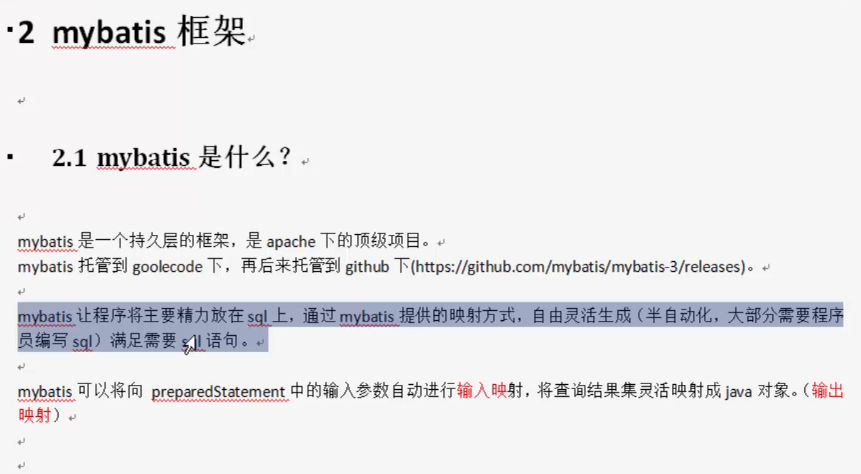 2 mybatis 框架
2.1 mybatis 是什么？
mybatis 是一个持久层的框架，是 apache 下的顶级项目。
mybatis 托管到 goolecode 下，再后来托管到 github 下(https://github.com/mybatis/mybatis-3/releases)。
mybatis 让程序将主要精力放在 sql 上，通过 mybatis 提供的映射方式，自由灵活生成（半自动化，大部分需要程序
员编写 sql）满足需要 sql 语句。
mybatis 可以将向 preparedStatement 中的输入参数自动进行输入映射，将查询结果集灵活映射成 java 对象。（输出
映射）